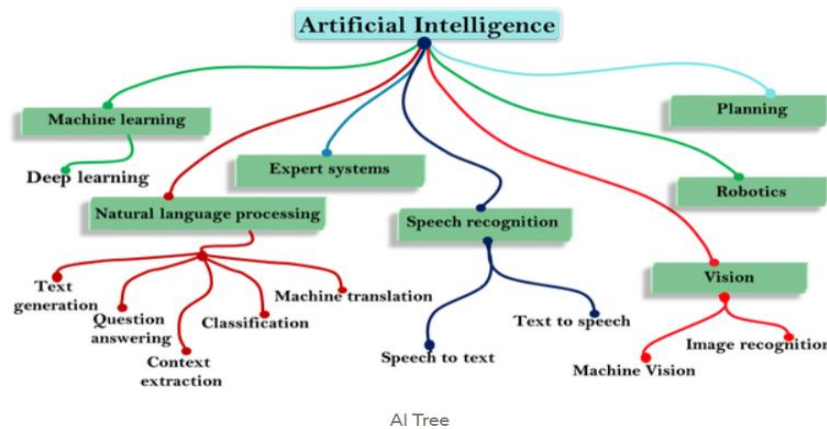 Artificial Intelligence
Machine learning
Deep learning
Natural language processing
Text
generation
Question
answering
Context
extraction
Classification
Machine translation
Expert systems
Speech recognition
Speech to text
Text to speech
Planning
Robotics
Vision
Machine Vision
Image recognition
AI Tree